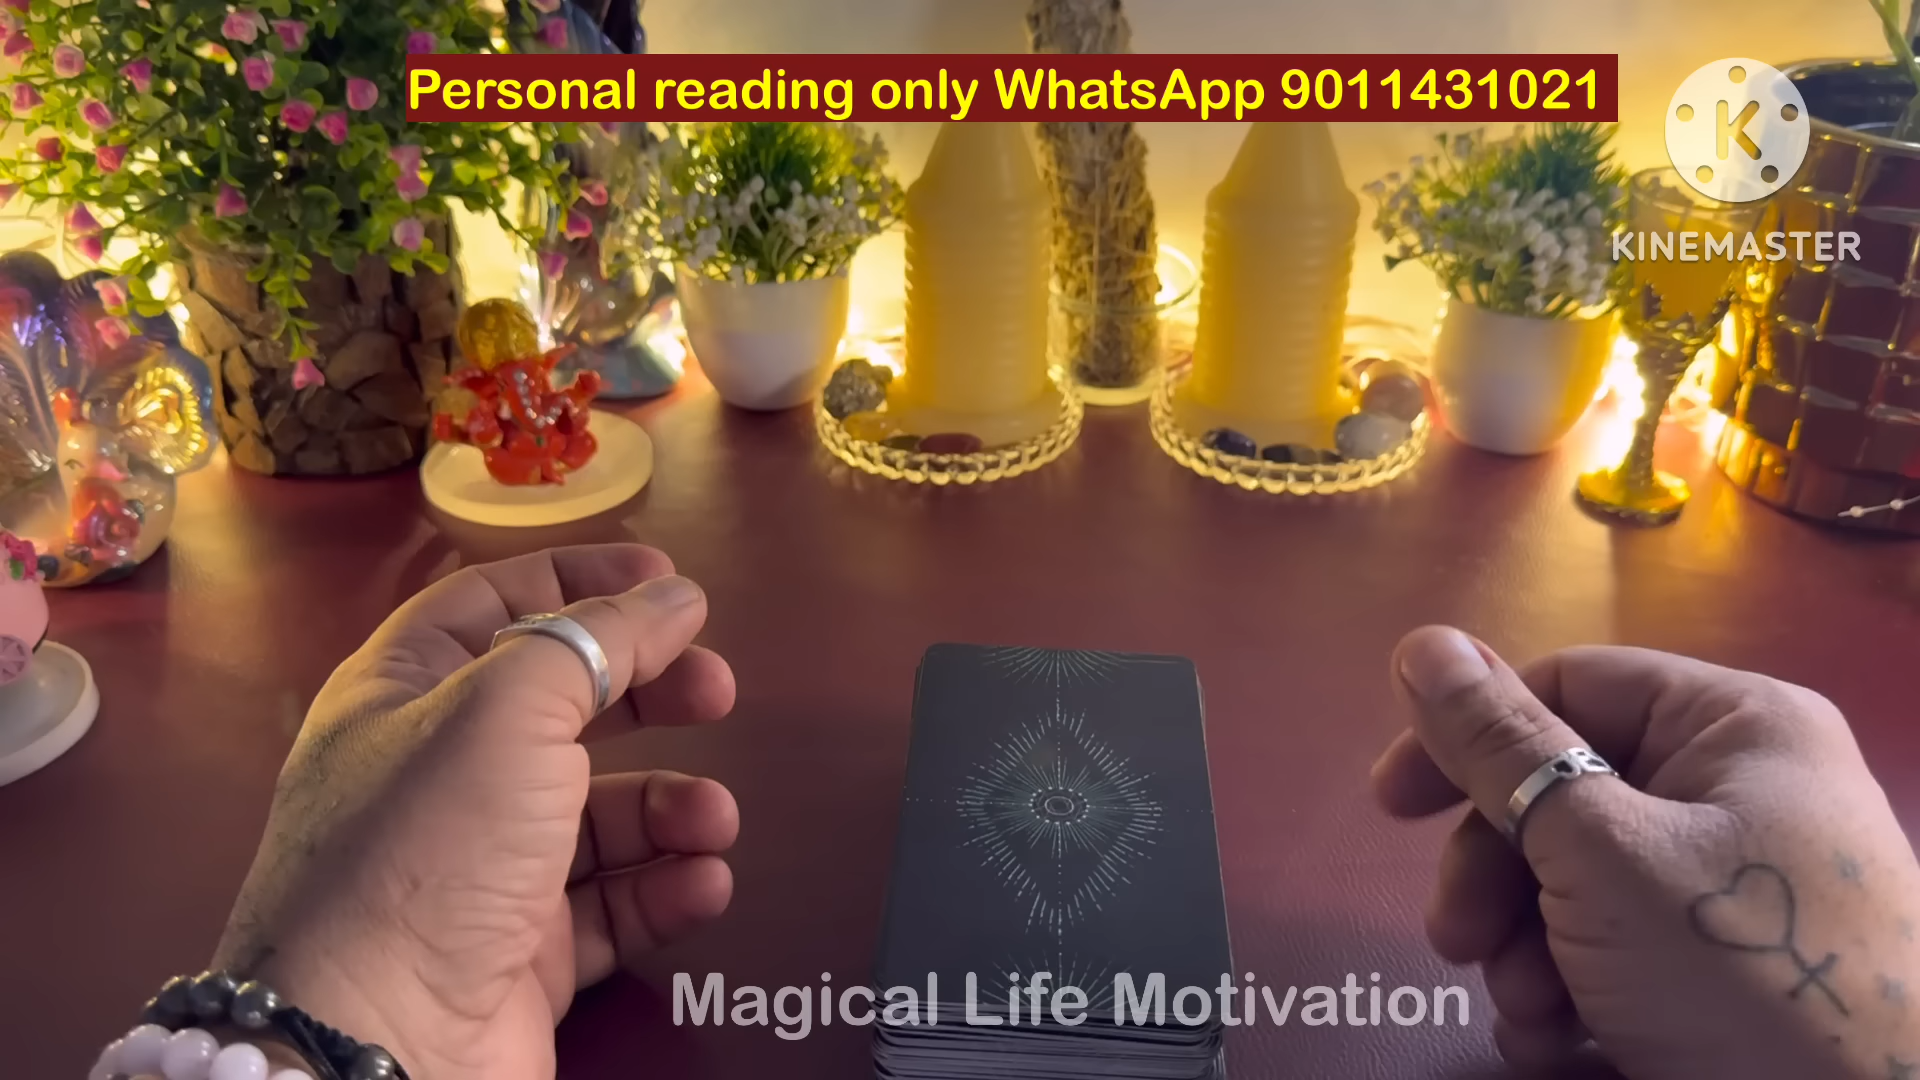 Personal reading only WhatsApp 9011431021
K
KINEMASTER
Magical Life Motivation